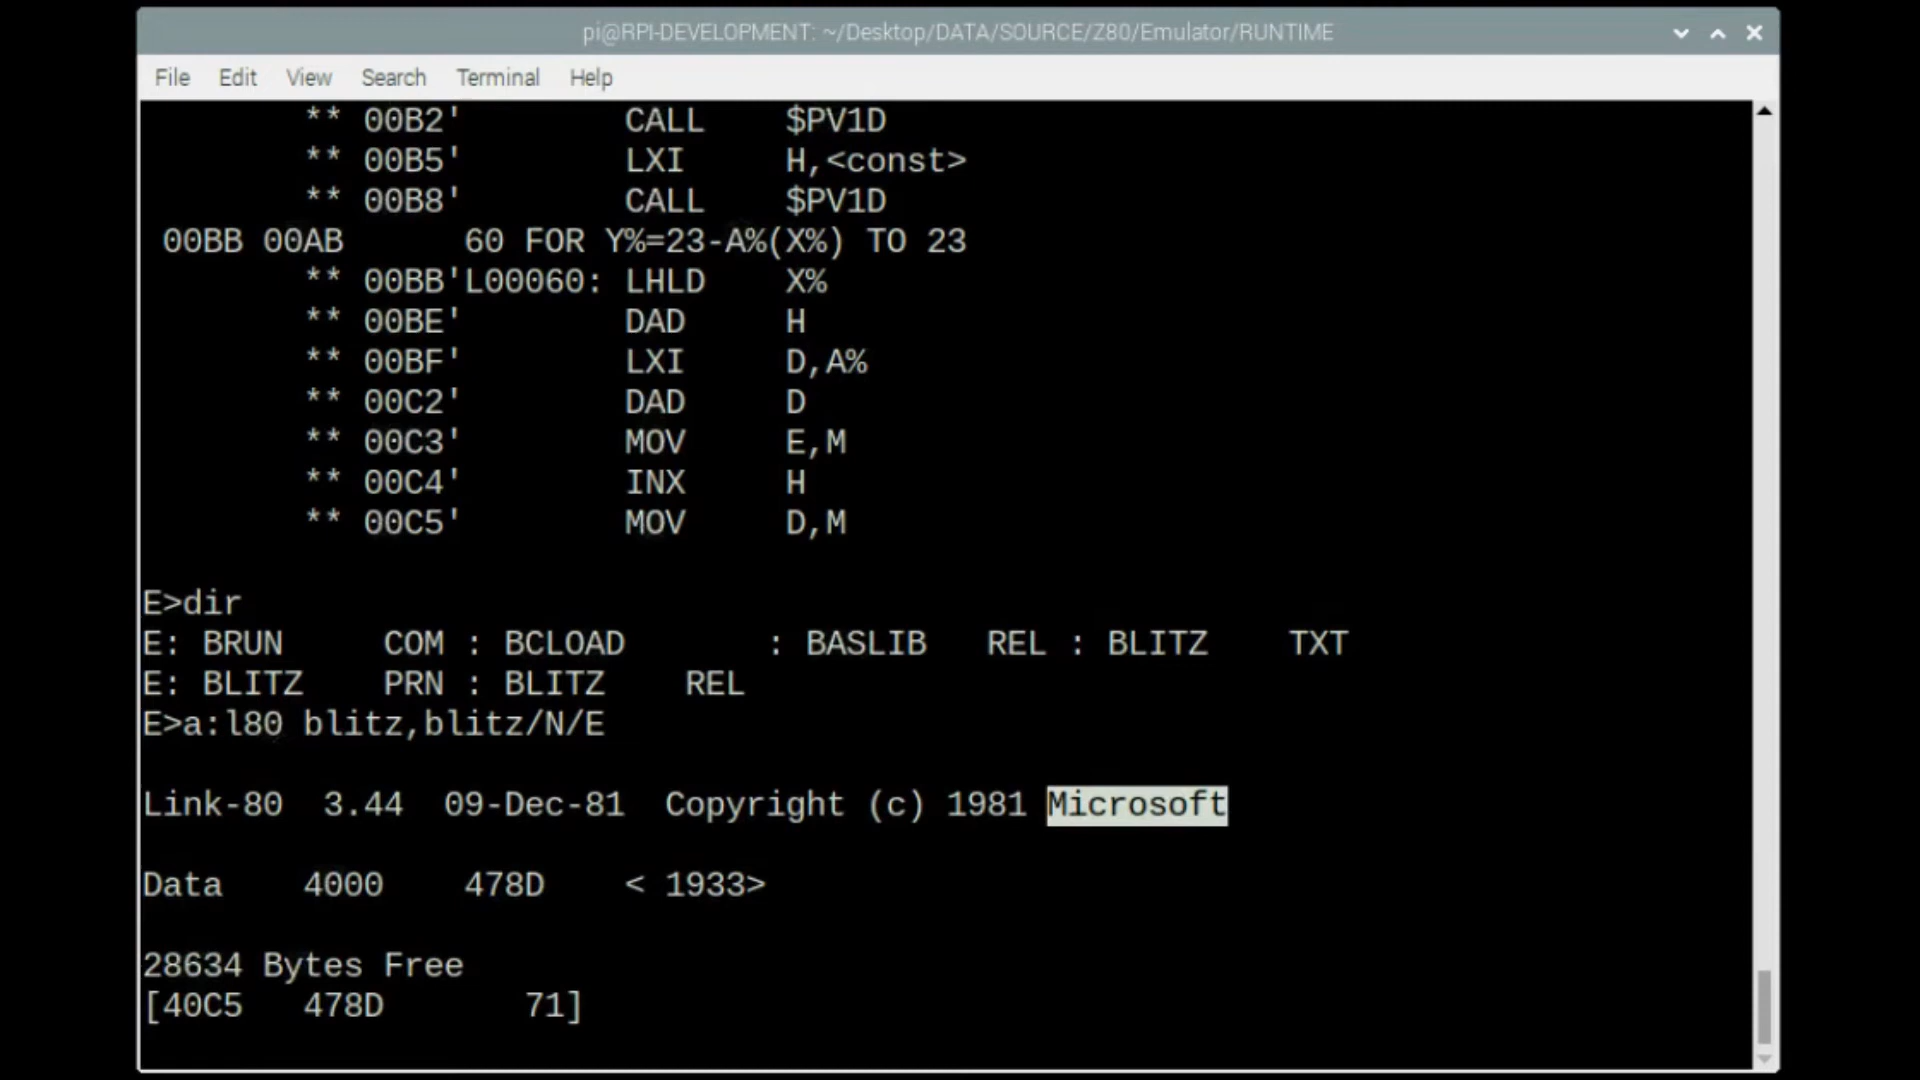 pi@RPI-DEVELOPMENT: ~/Desktop/DATA/SOURCE/Z80/Emulator/RUNTIME
File Edit View Search Terminal Help
** 00B2' CALL $PV1D
** 00B5' LXI H,<const>
** 00B8' CALL $PV1D
00BB 00AB 60 FOR Y%=23-A%(X%) TO 23
** 00BB'L00060: LHLD X%
** 00BE' DAD H
** 00BF' LXI D,A%
** 00C2' DAD D
** 00C3' MOV E,M
** 00C4' INX H
** 00C5' MOV D,M
E>dir
E: BRUN COM : BCLOAD : BASLIB REL : BLITZ TXT
E: BLITZ PRN : BLITZ REL
E>a:l80 blitz,blitz/N/E
Link-80 3.44 09-Dec-81 Copyright (c) 1981 Microsoft
Data 4000 478D < 1933>
28634 Bytes Free
[40C5 478D 71]